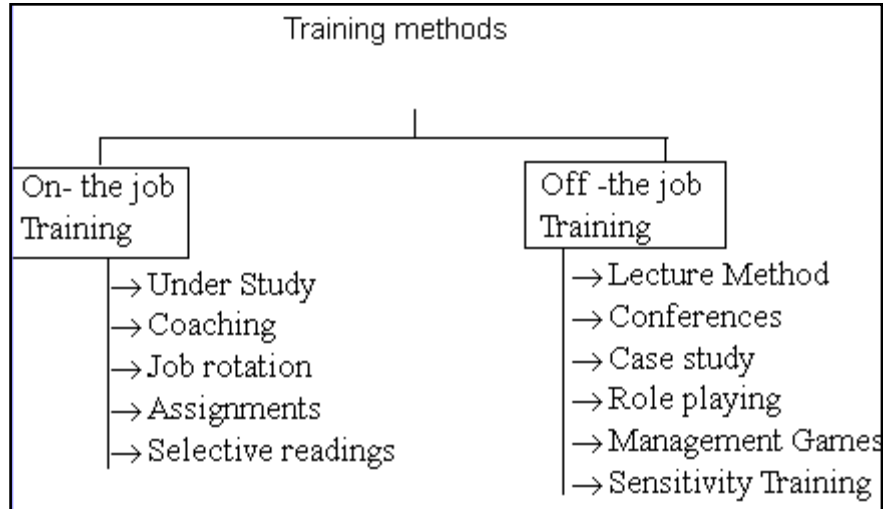 Training methods
On- the job
Training
Under Study
Coaching
Job rotation
Assignments
Selective readings
Off -the job
Training
Lecture Method
Conferences
Case study
Role playing
Management Games
Sensitivity Training